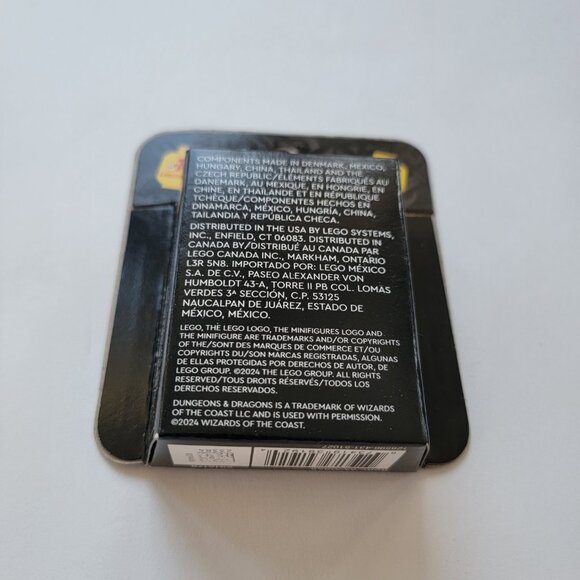 COMPONENTS MADE IN DENMARK, MEXICO,
HUNGARY, CHINA, THAILAND AND THE
CZECH REPUBLIC/ÉLÉMENTS FABRIQUÉS AU
DANEMARK, AU MEXIQUE, EN HONGRIE, EN
CHINE, EN THAÏLANDE ET EN RÉPUBLIQUE
TCHÈQUE/COMPONENTES HECHOS EN
DINAMARCA, MÉXICO, HUNGRÍA, CHINA,
TAILANDIA Y REPÚBLICA CHECA.
DISTRIBUTED IN THE USA BY LEGO SYSTEMS,
INC., ENFIELD, CT 06083. DISTRIBUTED IN
CANADA BY/DISTRIBUÉ AU CANADA PAR
LEGO CANADA INC., MARKHAM, ONTARIO
L3R 5N8. IMPORTADO POR: LEGO MÉXICO
S.A. DE C.V., PASEO ALEXANDER VON
HUMBOLDT 43-A, TORRE II PB COL. LOMAS
VERDES 3ª SECCIÓN, C.P. 53125
NAUCALPAN DE JUÁREZ, ESTADO DE
MÉXICO, MÉXICO.
LEGO, THE LEGO LOGO, THE MINIFIGURES LOGO AND
THE MINIFIGURE ARE TRADEMARKS AND/OR COPYRIGHTS
OF THE/SONT DES MARQUES DE COMMERCE ET/OU
COPYRIGHTS DU/SON MARCAS REGISTRADAS, ALGUNAS
DE ELLAS PROTEGIDAS POR DERECHOS DE AUTOR, DE
LEGO GROUP. ©2024 THE LEGO GROUP. ALL RIGHTS
RESERVED/TOUS DROITS RÉSERVÉS/TODOS LOS
DERECHOS RESERVADOS.
DUNGEONS & DRAGONS IS A TRADEMARK OF WIZARDS
OF THE COAST LLC AND IS USED WITH PERMISSION.
©2024 WIZARDS OF THE COAST.